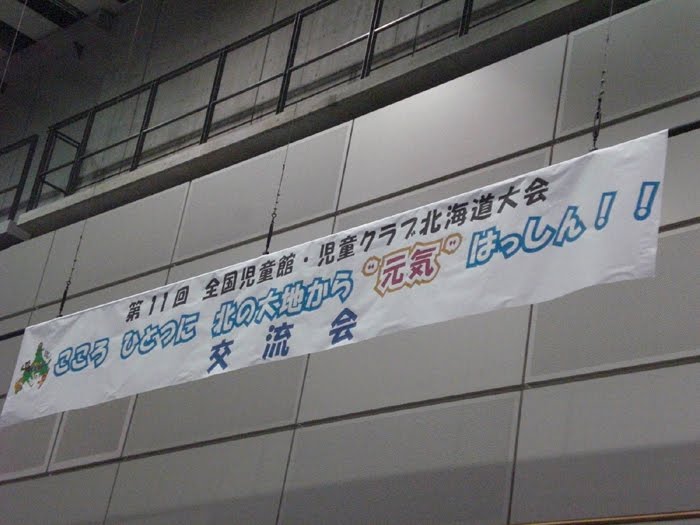 第11回 全国児童館・児童クラブ北海道大会
こころ ひとつに 北の大地から “元気” はっしん！！
交流会